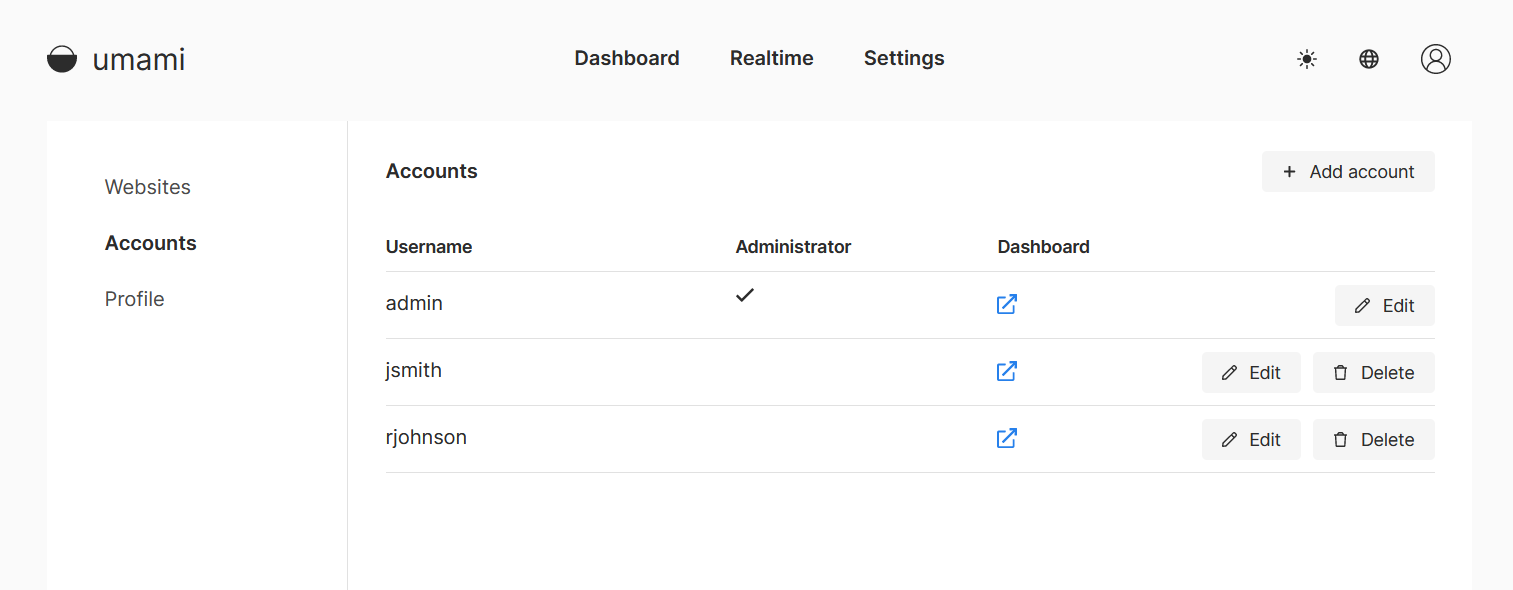 umami
Dashboard Realtime Settings
Websites
Accounts
Profile
Accounts
+ Add account
Username Administrator Dashboard
admin Edit
jsmith Edit Delete
rjohnson Edit Delete